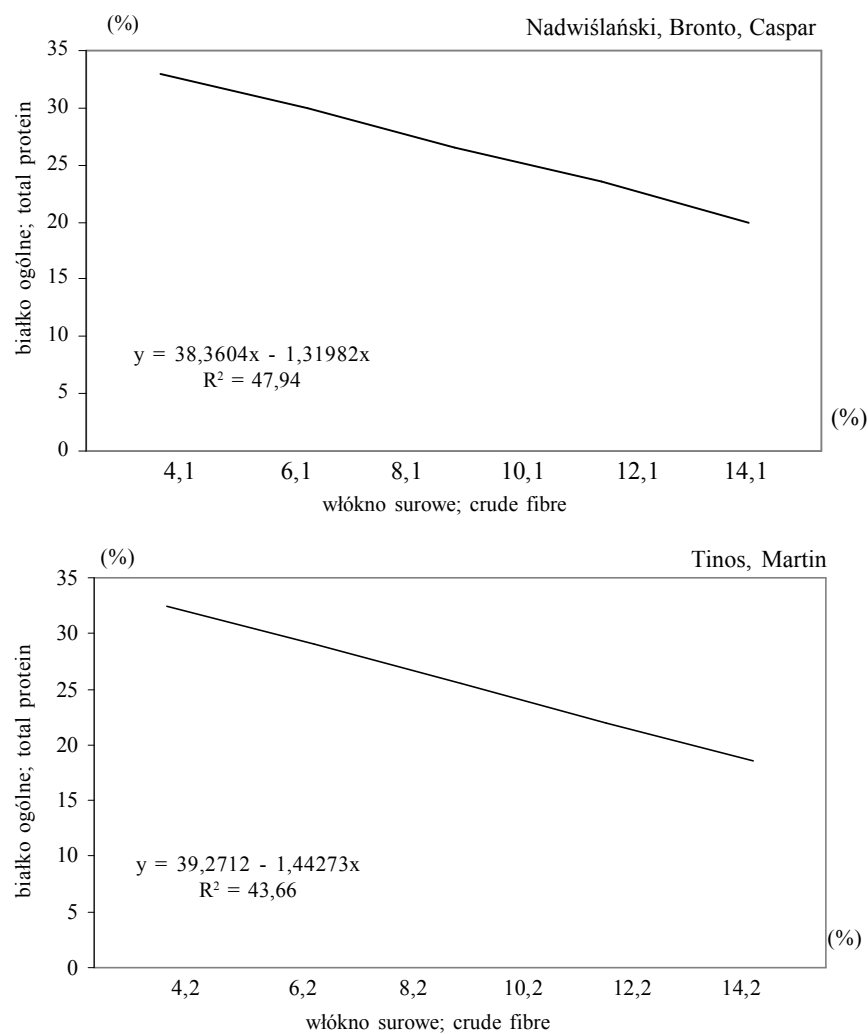 (%)
Nadwiślański, Bronto, Caspar
białko ogólne; total protein
35
30
25
20
15
10
5
0
y = 38,3604x - 1,31982x
R² = 47,94
(%)
4,1 6,1 8,1 10,1 12,1 14,1
włókno surowe; crude fibre
(%)
Tinos, Martin
białko ogólne; total protein
35
30
25
20
15
10
5
0
y = 39,2712 - 1,44273x
R² = 43,66
(%)
4,2 6,2 8,2 10,2 12,2 14,2
włókno surowe; crude fibre